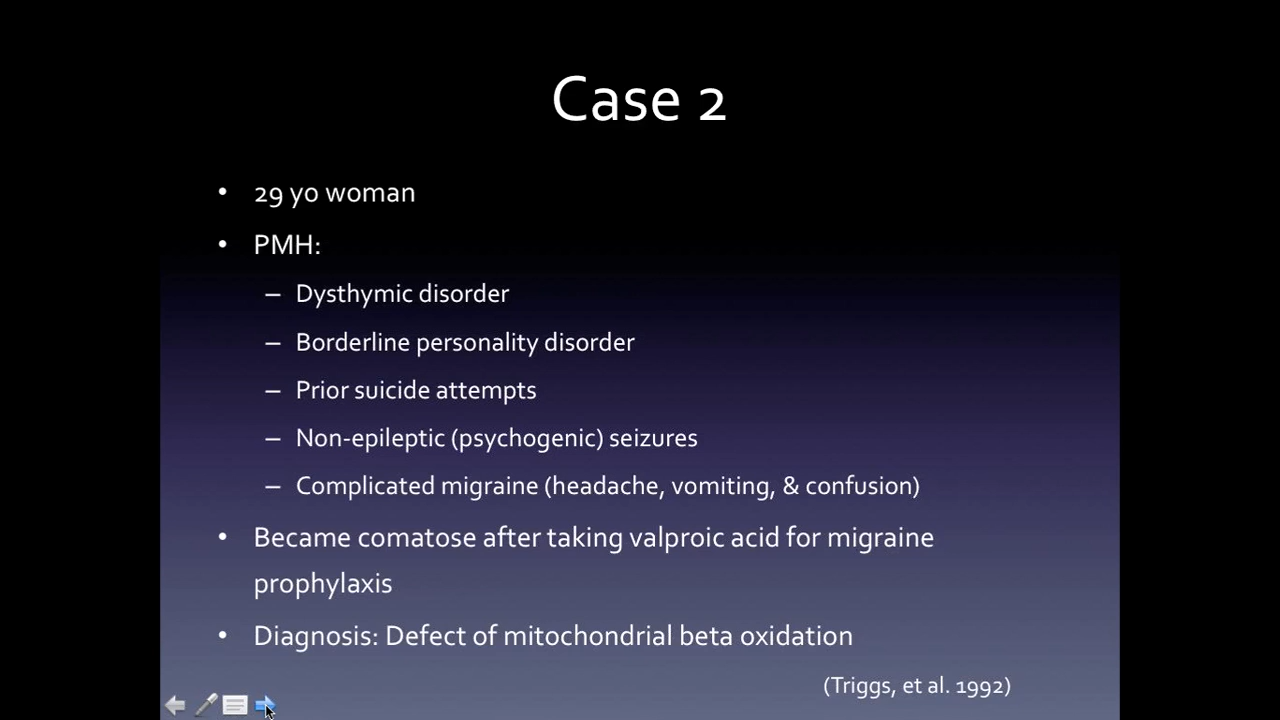 Case 2
• 29 yo woman
• PMH:
– Dysthymic disorder
– Borderline personality disorder
– Prior suicide attempts
– Non-epileptic (psychogenic) seizures
– Complicated migraine (headache, vomiting, & confusion)
• Became comatose after taking valproic acid for migraine
prophylaxis
• Diagnosis: Defect of mitochondrial beta oxidation
(Triggs, et al. 1992)